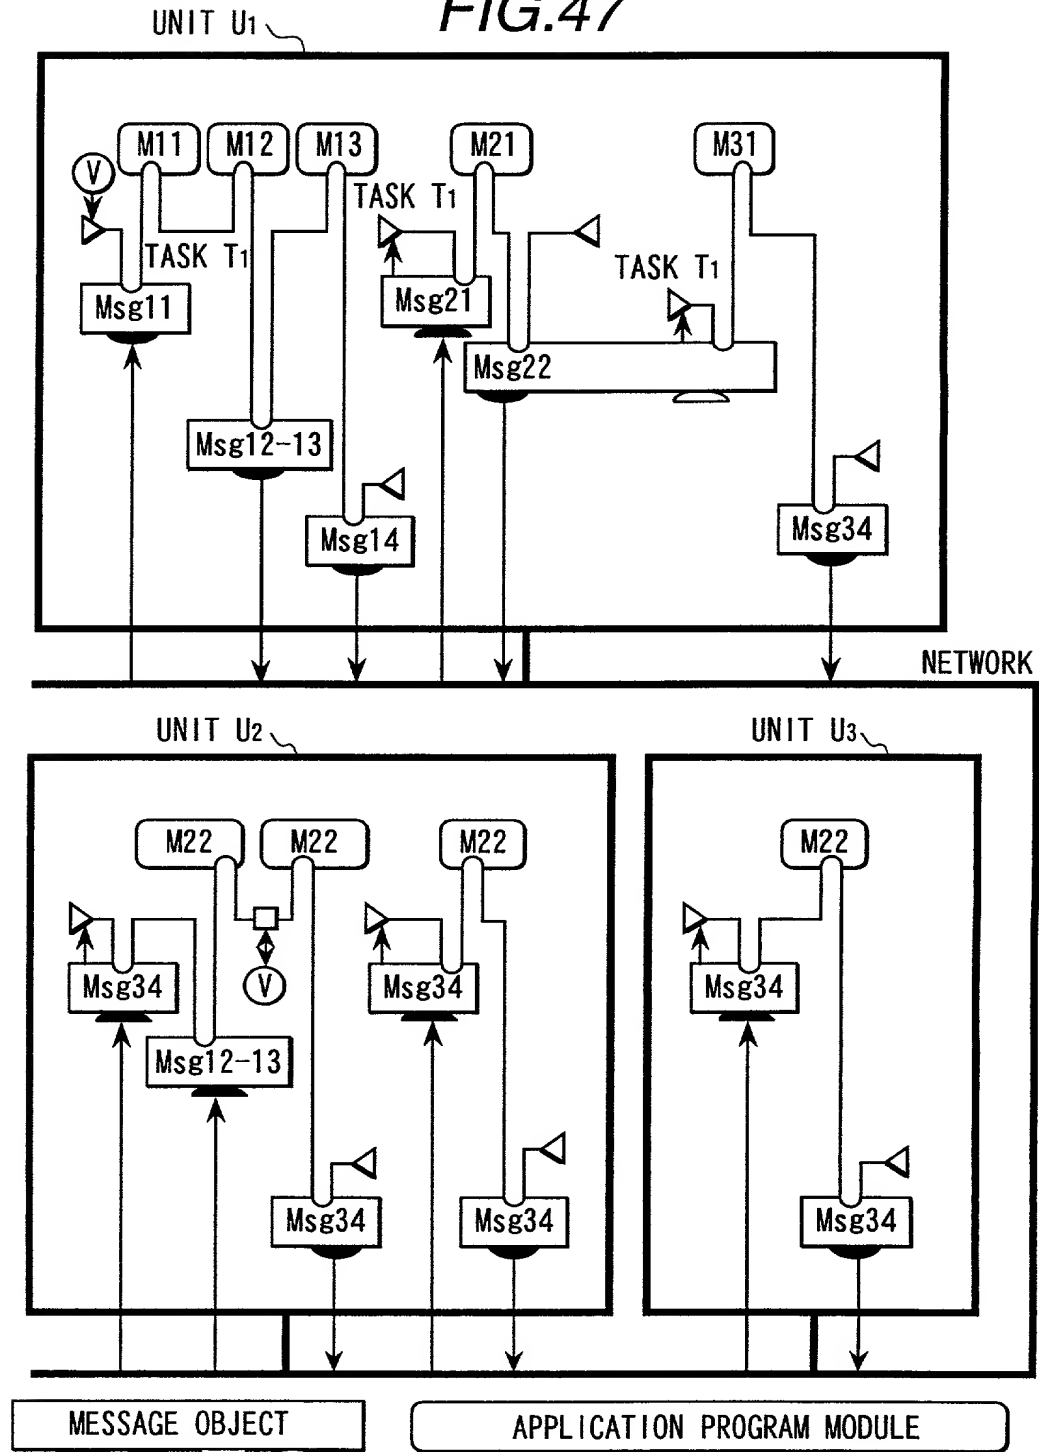 FIG.47
UNIT U1
M11
M12
M13
M21
M31
V
TASK T1
TASK T1
TASK T1
Msg11
Msg21
Msg22
Msg12-13
Msg14
Msg34
NETWORK
UNIT U2
UNIT U3
M22
M22
M22
M22
Msg34
V
Msg34
Msg34
Msg12-13
Msg34
Msg34
Msg34
MESSAGE OBJECT
APPLICATION PROGRAM MODULE